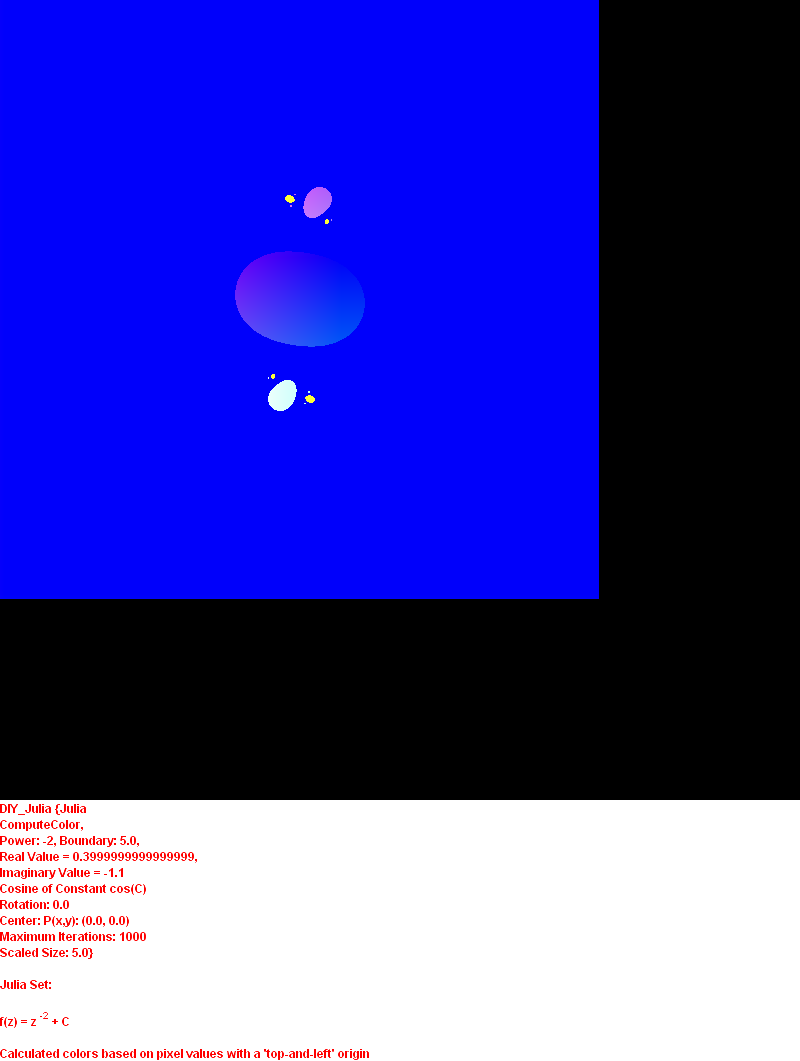 DIY_Julia {Julia
ComputeColor,
Power: -2, Boundary: 5.0,
Real Value = 0.3999999999999999,
Imaginary Value = -1.1
Cosine of Constant cos(C)
Rotation: 0.0
Center: P(x,y): (0.0, 0.0)
Maximum Iterations: 1000
Scaled Size: 5.0}
Julia Set:
f(z) = z -2 + C
Calculated colors based on pixel values with a 'top-and-left' origin